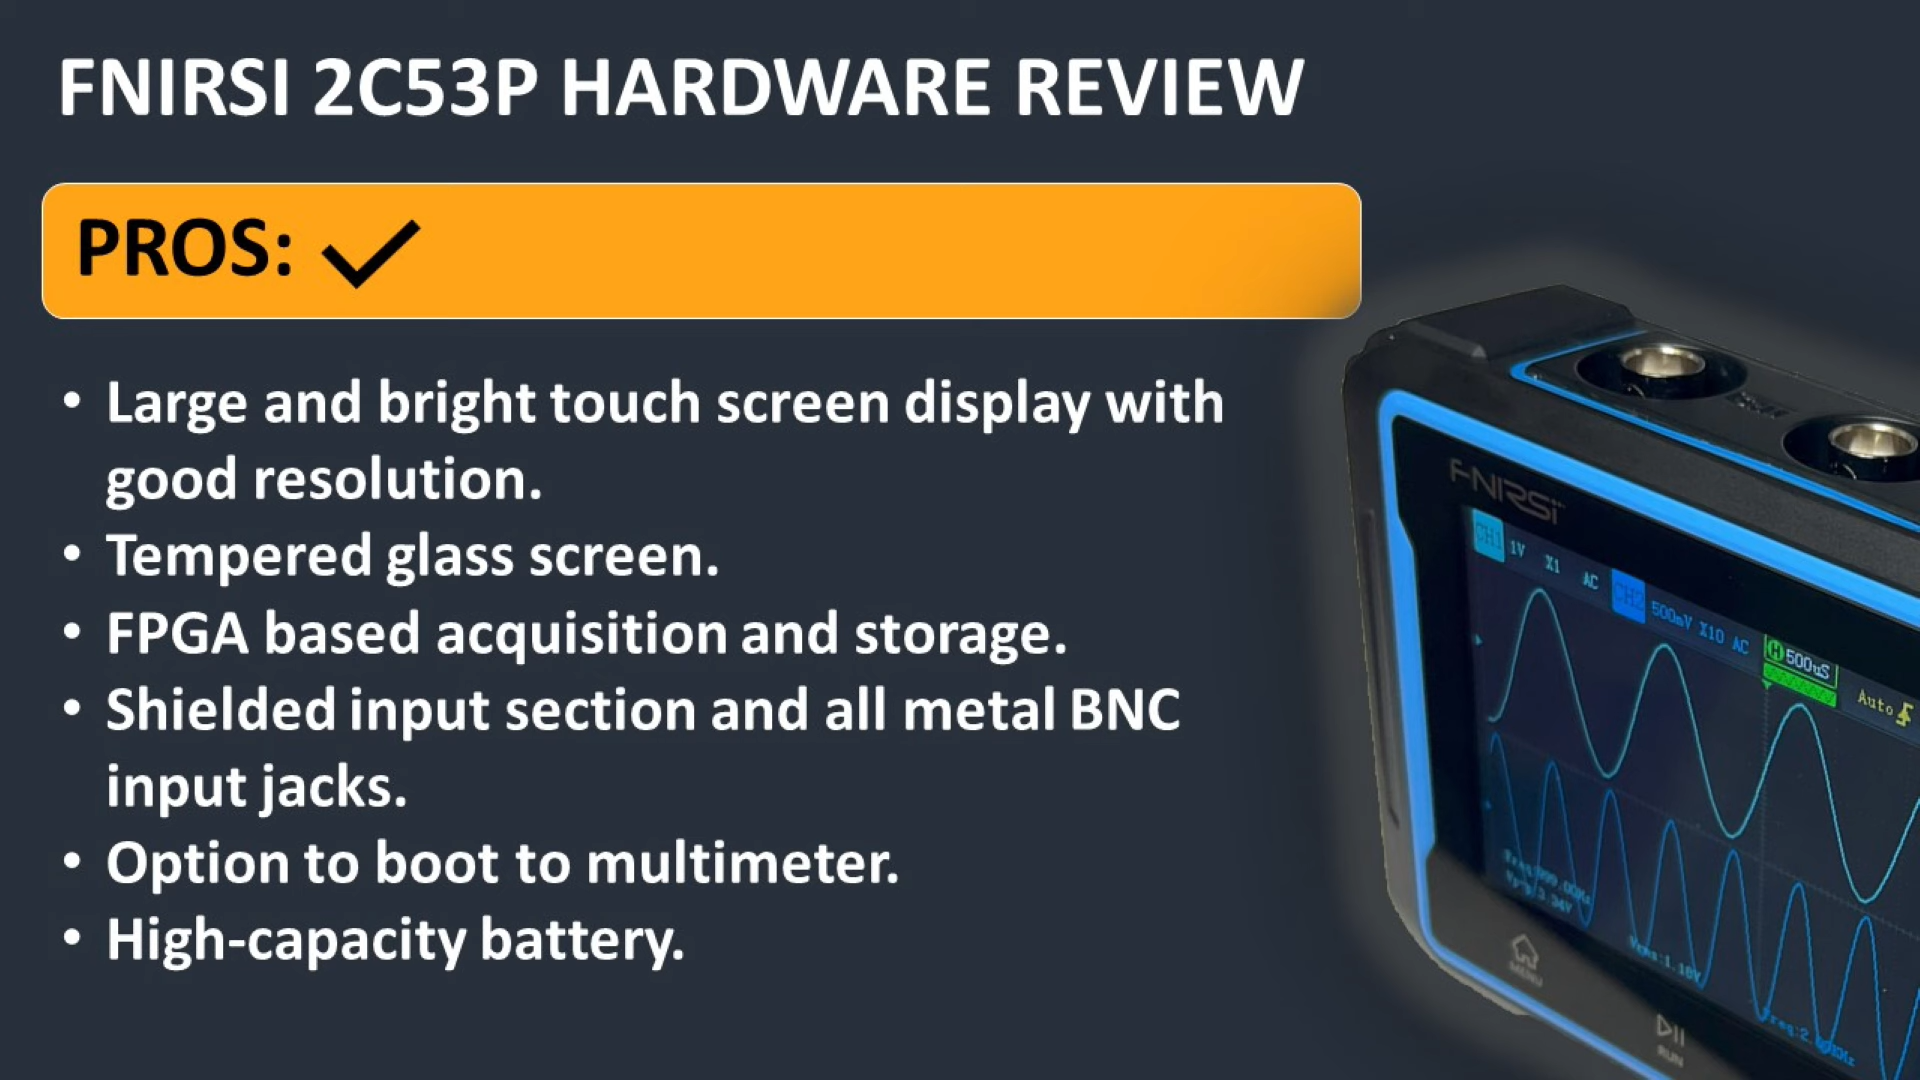 FNIRSI 2C53P HARDWARE REVIEW
PROS:
• Large and bright touch screen display with
good resolution.
• Tempered glass screen.
• FPGA based acquisition and storage.
• Shielded input section and all metal BNC
input jacks.
• Option to boot to multimeter.
• High-capacity battery.
FNIRSI
CH1 1V X1 AC CH2 500mV X10 AC
H 500uS
Auto
MENU
RUN